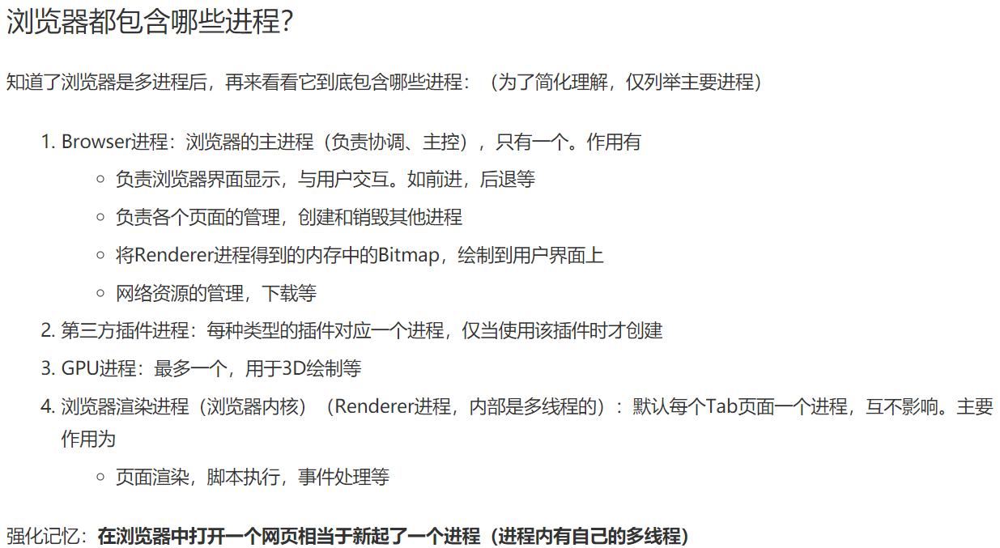 浏览器都包含哪些进程？
知道了浏览器是多进程后，再来看看它到底包含哪些进程：（为了简化理解，仅列举主要进程）
1. Browser进程：浏览器的主进程（负责协调、主控），只有一个。作用有
○ 负责浏览器界面显示，与用户交互。如前进，后退等
○ 负责各个页面的管理，创建和销毁其他进程
○ 将Renderer进程得到的内存中的Bitmap，绘制到用户界面上
○ 网络资源的管理，下载等
2. 第三方插件进程：每种类型的插件对应一个进程，仅当使用该插件时才创建
3. GPU进程：最多一个，用于3D绘制等
4. 浏览器渲染进程（浏览器内核）（Renderer进程，内部是多线程的）：默认每个Tab页面一个进程，互不影响。主要
作用为
○ 页面渲染，脚本执行，事件处理等
强化记忆：在浏览器中打开一个网页相当于新起了一个进程（进程内有自己的多线程）